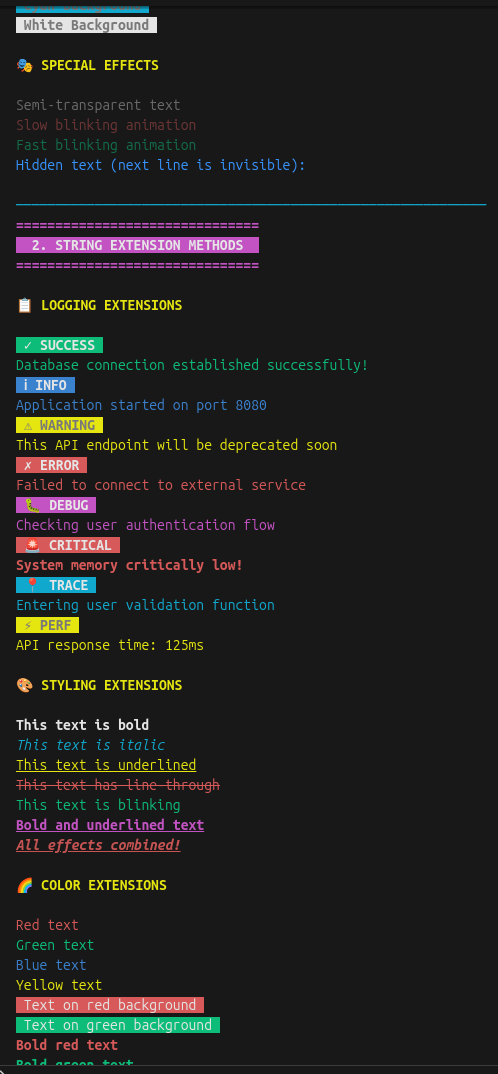 White Background
🎭 SPECIAL EFFECTS
Semi-transparent text
Slow blinking animation
Fast blinking animation
Hidden text (next line is invisible):
────────────────────────────────────────────────────────────
===============================
2. STRING EXTENSION METHODS
===============================
📋 LOGGING EXTENSIONS
✓ SUCCESS
Database connection established successfully!
ℹ INFO
Application started on port 8080
⚠ WARNING
This API endpoint will be deprecated soon
✗ ERROR
Failed to connect to external service
🐛 DEBUG
Checking user authentication flow
🚨 CRITICAL
System memory critically low!
📍 TRACE
Entering user validation function
⚡ PERF
API response time: 125ms
🎨 STYLING EXTENSIONS
This text is bold
This text is italic
This text is underlined
This text has line through
This text is blinking
Bold and underlined text
All effects combined!
🌈 COLOR EXTENSIONS
Red text
Green text
Blue text
Yellow text
Text on red background
Text on green background
Bold red text
Bold green text